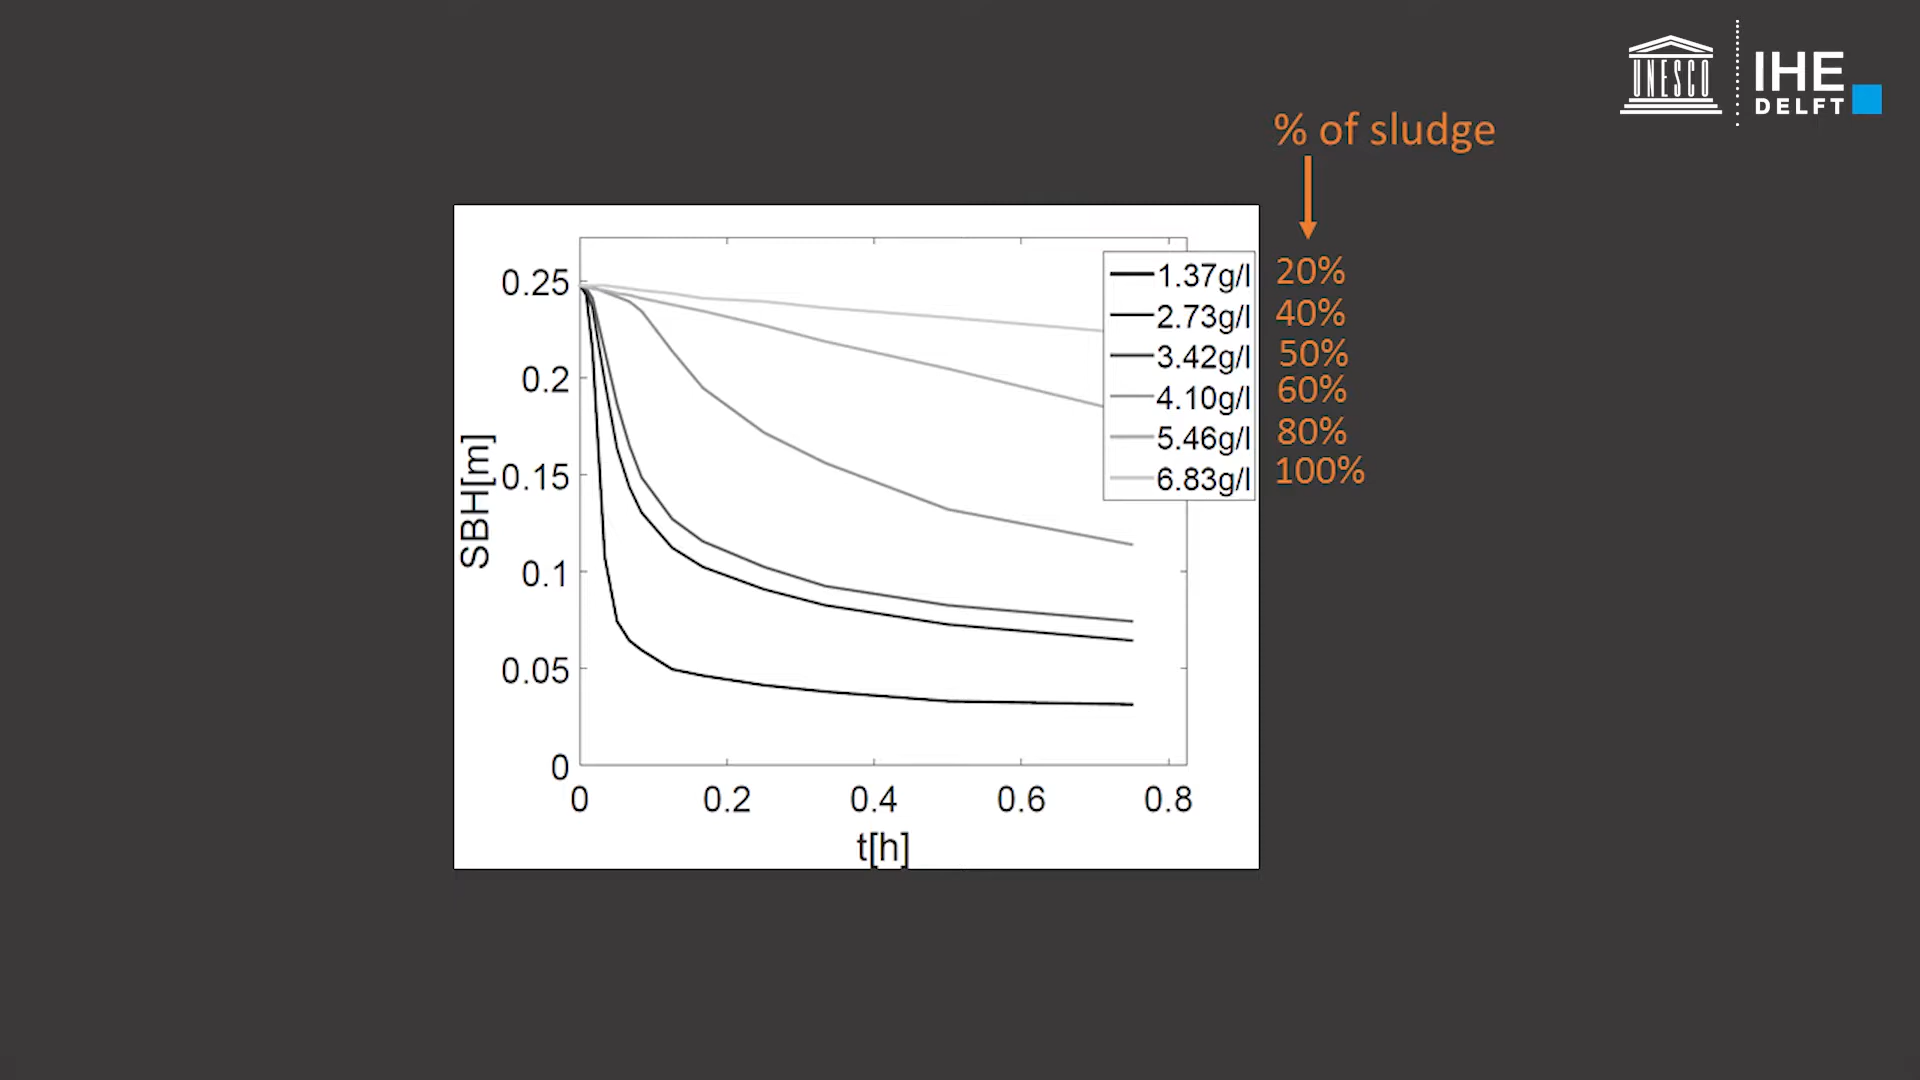 UNESCO
IHE
DELFT
% of sludge
1.37g/l 20%
2.73g/l 40%
3.42g/l 50%
4.10g/l 60%
5.46g/l 80%
6.83g/l 100%
SBH[m]
0.25
0.2
0.15
0.1
0.05
0
0 0.2 0.4 0.6 0.8
t[h]